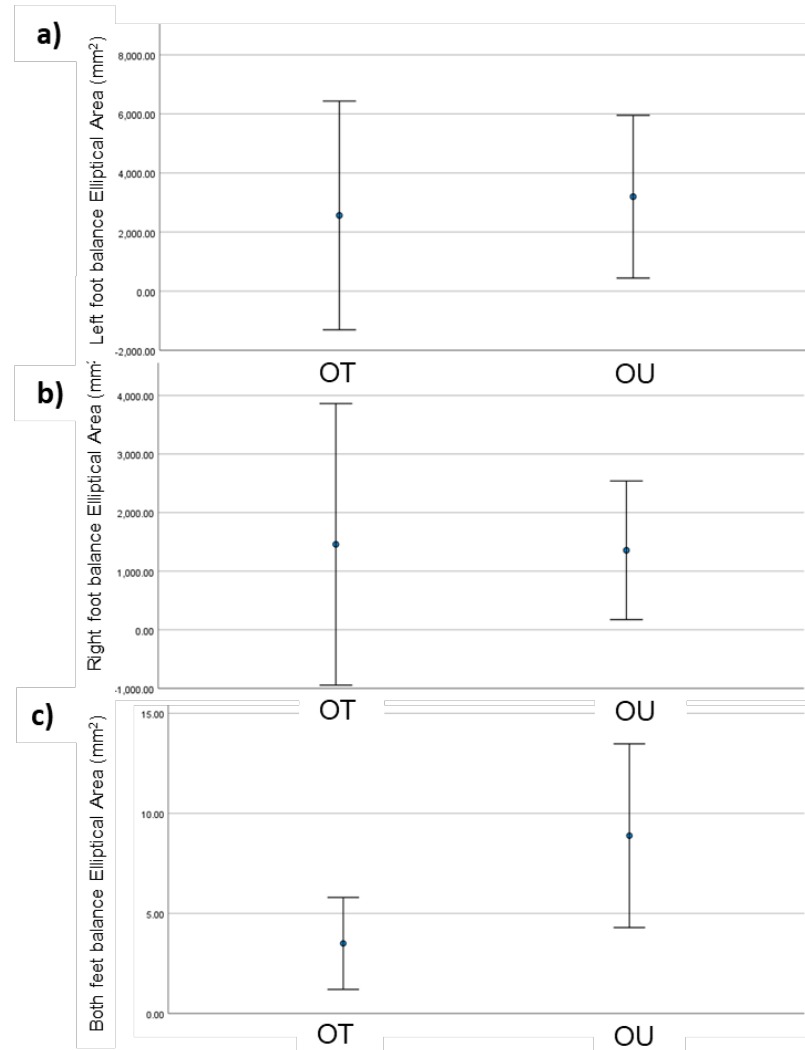 a)
Left foot balance Elliptical Area (mm²)
8,000.00
6,000.00
4,000.00
2,000.00
0.00
-2,000.00
OT OU
b)
Right foot balance Elliptical Area (mm²
4,000.00
3,000.00
2,000.00
1,000.00
0.00
-1,000.00
OT OU
c)
Both feet balance Elliptical Area (mm²)
15.00
10.00
5.00
0.00
OT OU